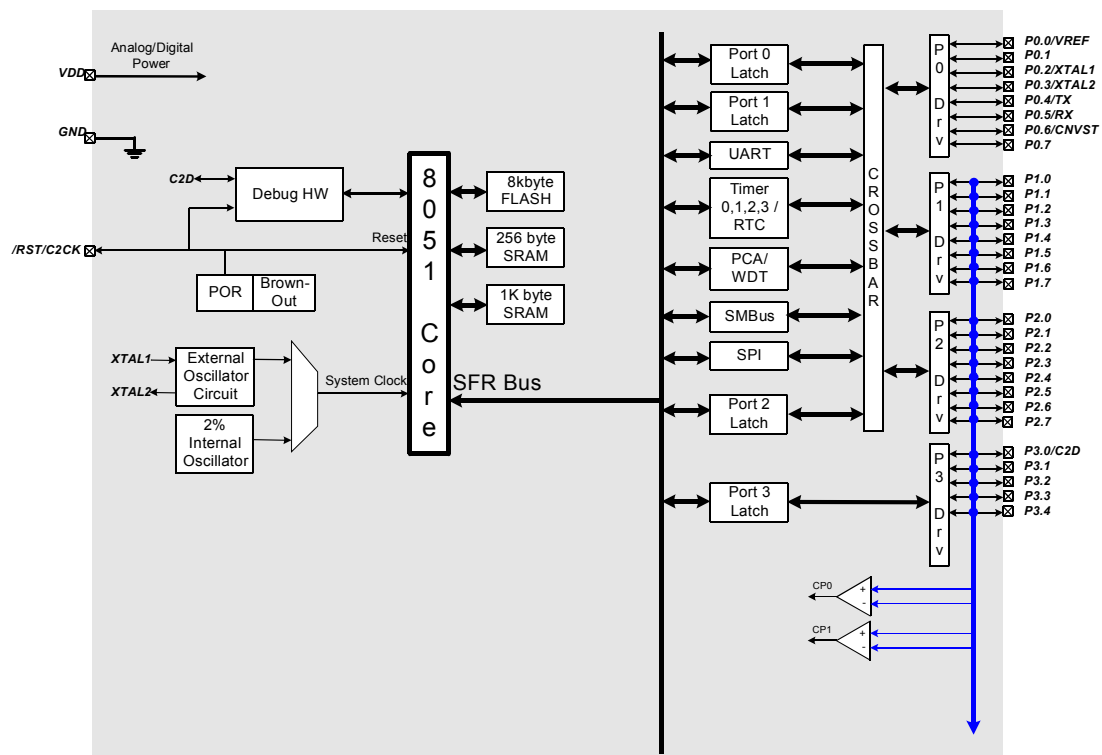 Analog/Digital
Power
VDD
GND
C2D
Debug HW
/RST/C2CK
Reset
POR
Brown-
Out
XTAL1
XTAL2
External
Oscillator
Circuit
2%
Internal
Oscillator
System Clock
8051 Core
8kbyte
FLASH
256 byte
SRAM
1K byte
SRAM
SFR Bus
Port 0
Latch
Port 1
Latch
UART
Timer
0,1,2,3 /
RTC
PCA/
WDT
SMBus
SPI
Port 2
Latch
Port 3
Latch
CROSSBAR
P0 Drv
P0.0/VREF
P0.1
P0.2/XTAL1
P0.3/XTAL2
P0.4/TX
P0.5/RX
P0.6/CNVST
P0.7
P1 Drv
P1.0
P1.1
P1.2
P1.3
P1.4
P1.5
P1.6
P1.7
P2 Drv
P2.0
P2.1
P2.2
P2.3
P2.4
P2.5
P2.6
P2.7
P3 Drv
P3.0/C2D
P3.1
P3.2
P3.3
P3.4
CP0
+
-
CP1
+
-